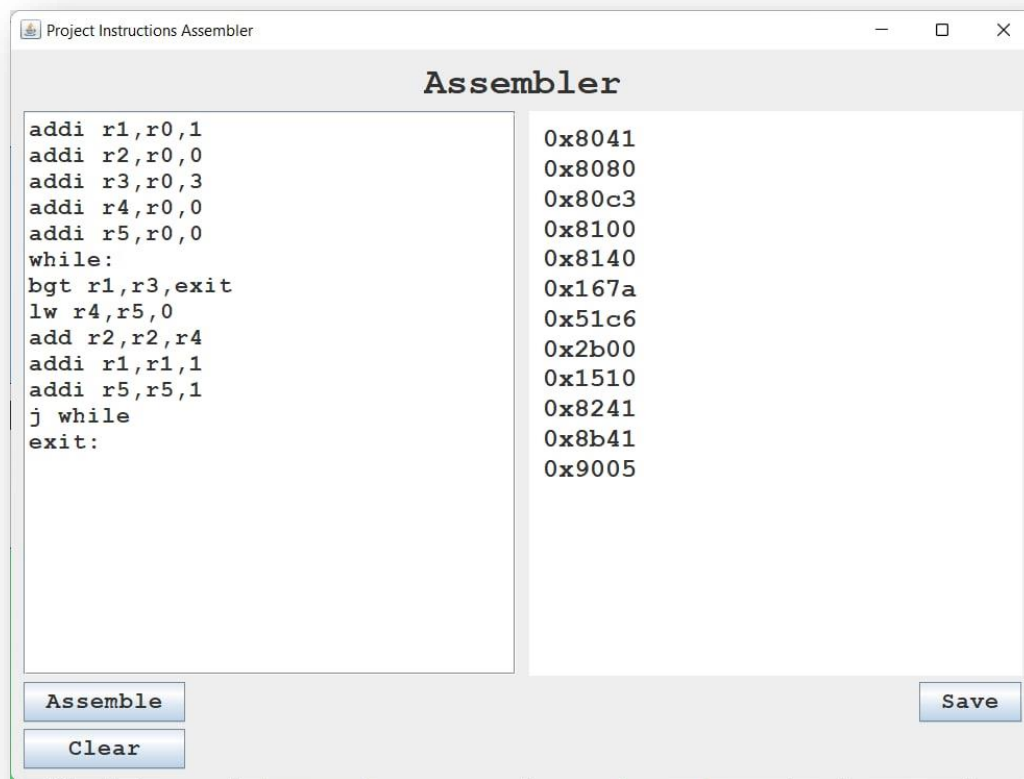 Project Instructions Assembler
Assembler
addi r1,r0,1
addi r2,r0,0
addi r3,r0,3
addi r4,r0,0
addi r5,r0,0
while:
bgt r1,r3,exit
lw r4,r5,0
add r2,r2,r4
addi r1,r1,1
addi r5,r5,1
j while
exit:
0x8041
0x8080
0x80c3
0x8100
0x8140
0x167a
0x51c6
0x2b00
0x1510
0x8241
0x8b41
0x9005
Assemble
Save
Clear